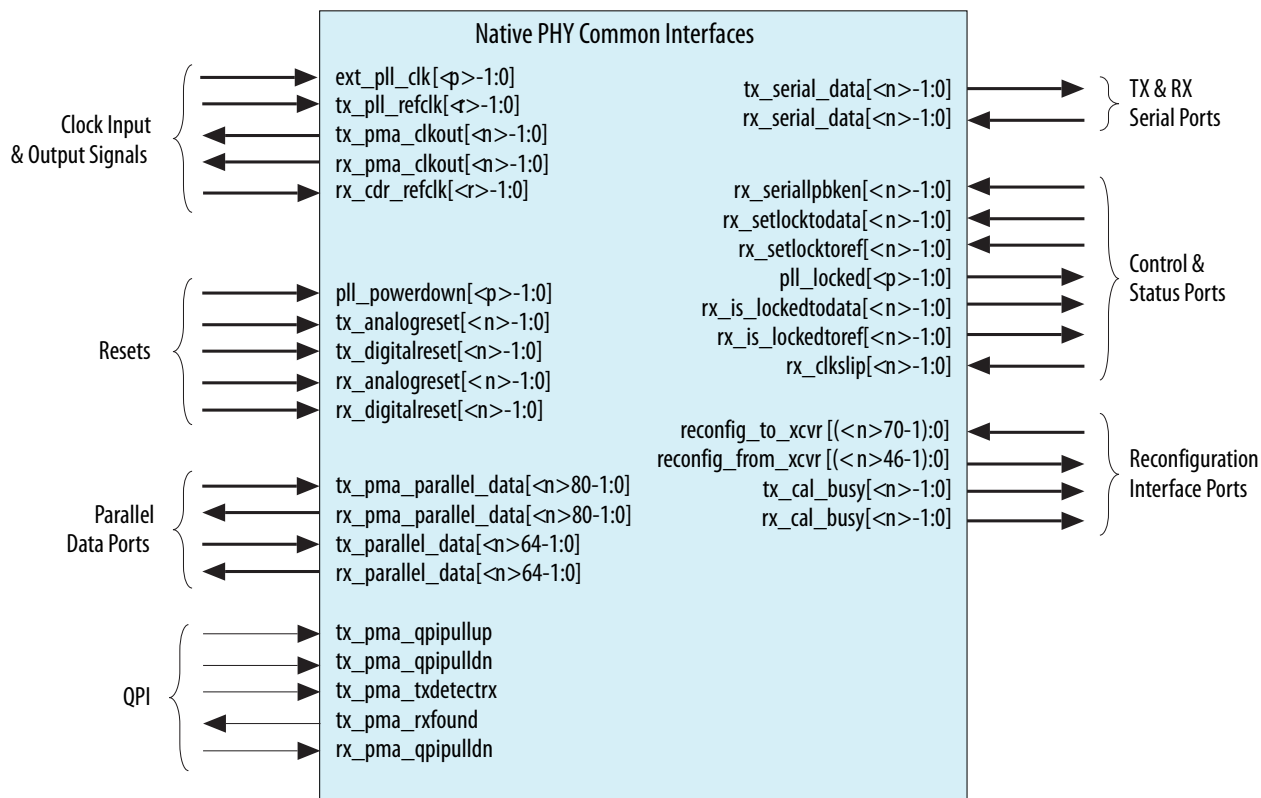 Native PHY Common Interfaces
Clock Input
& Output Signals
ext_pll_clk[<p>-1:0]
tx_pll_refclk[<r>-1:0]
tx_pma_clkout[<n>-1:0]
rx_pma_clkout[<n>-1:0]
rx_cdr_refclk[<r>-1:0]
Resets
pll_powerdown[<p>-1:0]
tx_analogreset[<n>-1:0]
tx_digitalreset[<n>-1:0]
rx_analogreset[<n>-1:0]
rx_digitalreset[<n>-1:0]
Parallel
Data Ports
tx_pma_parallel_data[<n>80-1:0]
rx_pma_parallel_data[<n>80-1:0]
tx_parallel_data[<n>64-1:0]
rx_parallel_data[<n>64-1:0]
QPI
tx_pma_qpipullup
tx_pma_qpipulldn
tx_pma_txdetectrx
tx_pma_rxfound
rx_pma_qpipulldn
tx_serial_data[<n>-1:0]
rx_serial_data[<n>-1:0]
TX & RX
Serial Ports
rx_seriallpbken[<n>-1:0]
rx_setlocktodata[<n>-1:0]
rx_setlocktoref[<n>-1:0]
pll_locked[<p>-1:0]
rx_is_lockedtodata[<n>-1:0]
rx_is_lockedtoref[<n>-1:0]
rx_clkslip[<n>-1:0]
Control &
Status Ports
reconfig_to_xcvr [(<n>70-1):0]
reconfig_from_xcvr [(<n>46-1):0]
tx_cal_busy[<n>-1:0]
rx_cal_busy[<n>-1:0]
Reconfiguration
Interface Ports